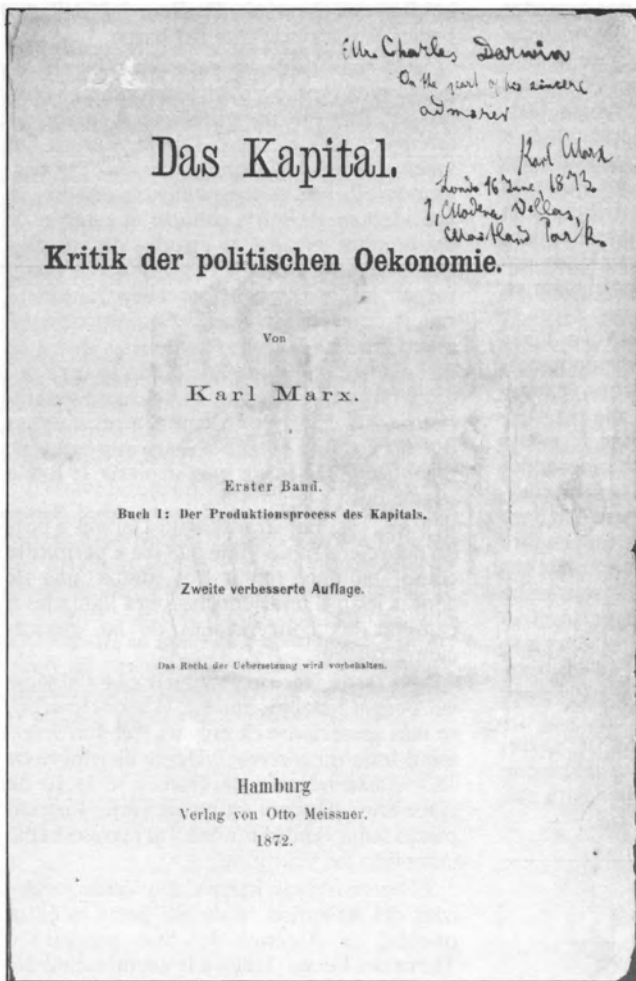 Mr. Charles Darwin
On the part of his sincere
admirer
Karl Marx
London 16 June, 1873
1, Modena Villas,
Maitland Park
Das Kapital.
Kritik der politischen Oekonomie.
Von
Karl Marx.
Erster Band.
Buch I: Der Produktionsprocess des Kapitals.
Zweite verbesserte Auflage.
Das Recht der Uebersetzung wird vorbehalten.
Hamburg
Verlag von Otto Meissner.
1872.